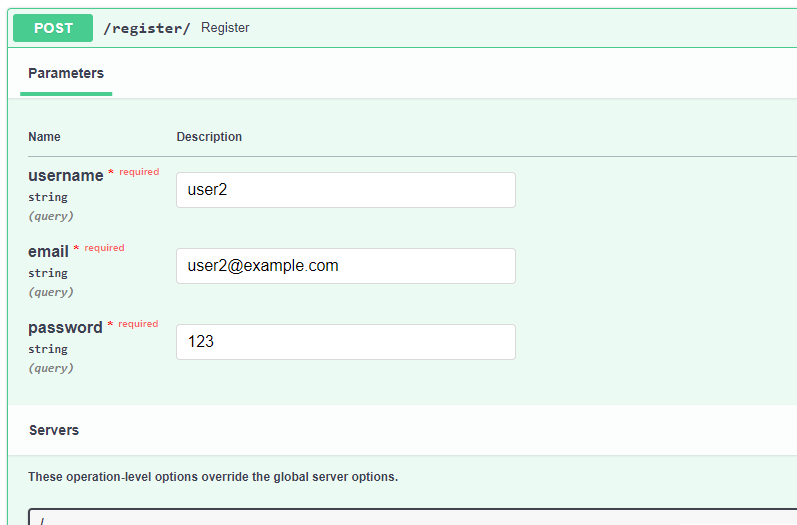 POST /register/ Register
Parameters
Name Description
username * required
string
(query)
user2
email * required
string
(query)
user2@example.com
password * required
string
(query)
123
Servers
These operation-level options override the global server options.
/